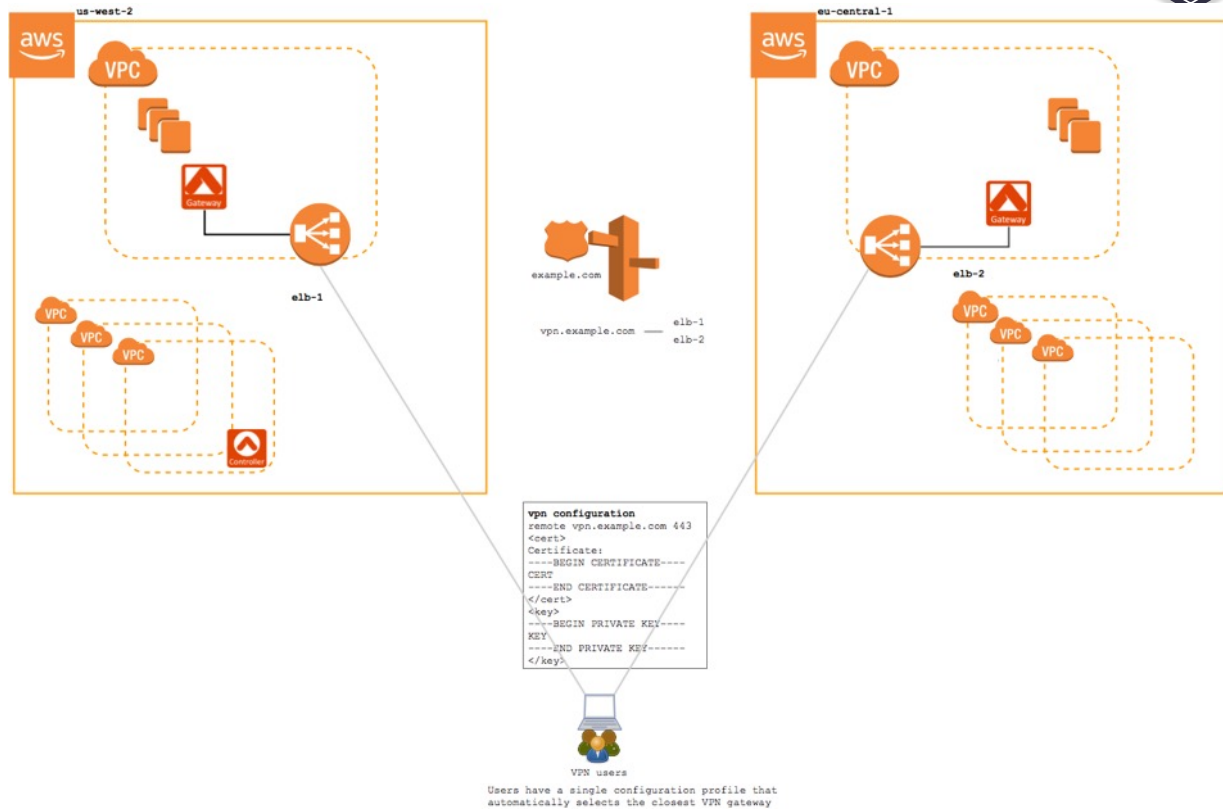 us-west-2
aws
VPC
Gateway
elb-1
VPC
VPC
VPC
Controller
example.com
vpn.example.com
elb-1
elb-2
eu-central-1
aws
VPC
Gateway
elb-2
VPC
VPC
VPC
vpn configuration
remote vpn.example.com 443
<cert>
Certificate:
----BEGIN CERTIFICATE----
CERT
----END CERTIFICATE------
</cert>
<key>
----BEGIN PRIVATE KEY----
KEY
----END PRIVATE KEY------
</key>
VPN users
Users have a single configuration profile that
automatically selects the closest VPN gateway